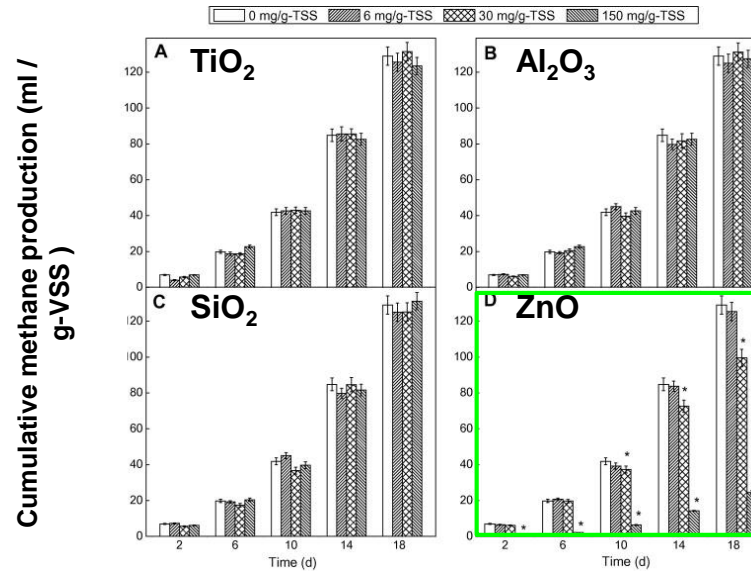 0 mg/g-TSS 6 mg/g-TSS 30 mg/g-TSS 150 mg/g-TSS
Cumulative methane production (ml /
g-VSS )
A TiO₂
120
80
60
40
20
0
B Al₂O₃
120
80
60
40
20
0
C SiO₂
120
100
80
60
40
20
0
2 6 10 14 18
Time (d)
D ZnO
120
100
80
60
40
20
0
* * * * * * * *
2 6 10 14 18
Time (d)